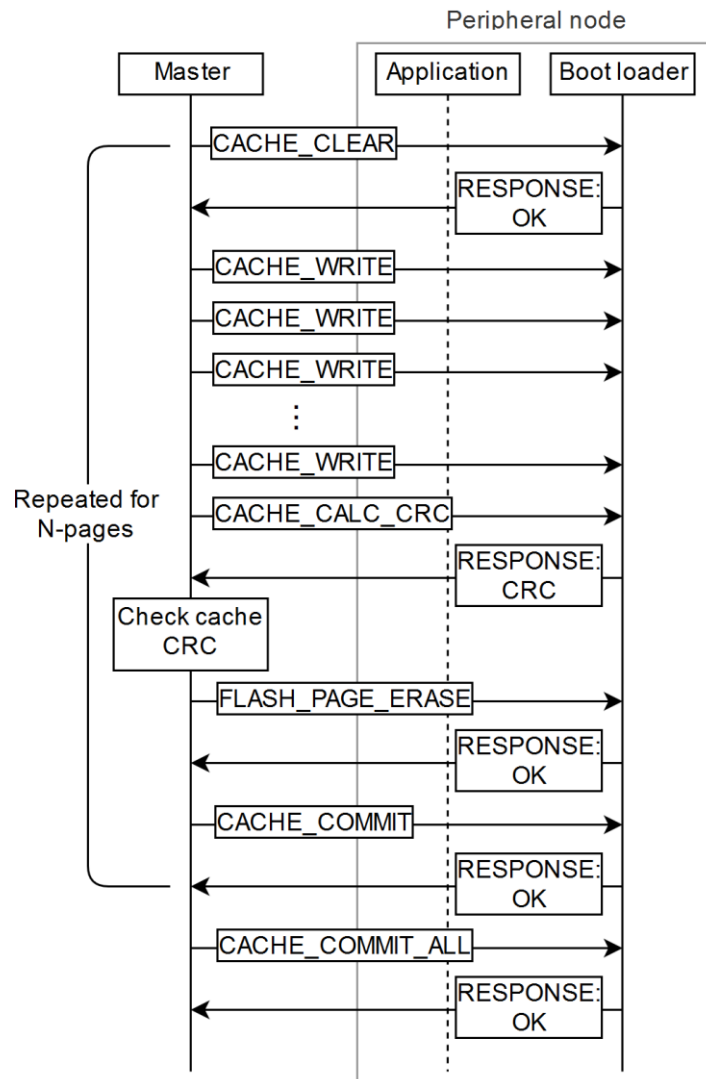 Peripheral node
Master
Application
Boot loader
CACHE_CLEAR
RESPONSE:
OK
CACHE_WRITE
CACHE_WRITE
CACHE_WRITE
⋮
CACHE_WRITE
Repeated for
N-pages
CACHE_CALC_CRC
RESPONSE:
CRC
Check cache
CRC
FLASH_PAGE_ERASE
RESPONSE:
OK
CACHE_COMMIT
RESPONSE:
OK
CACHE_COMMIT_ALL
RESPONSE:
OK